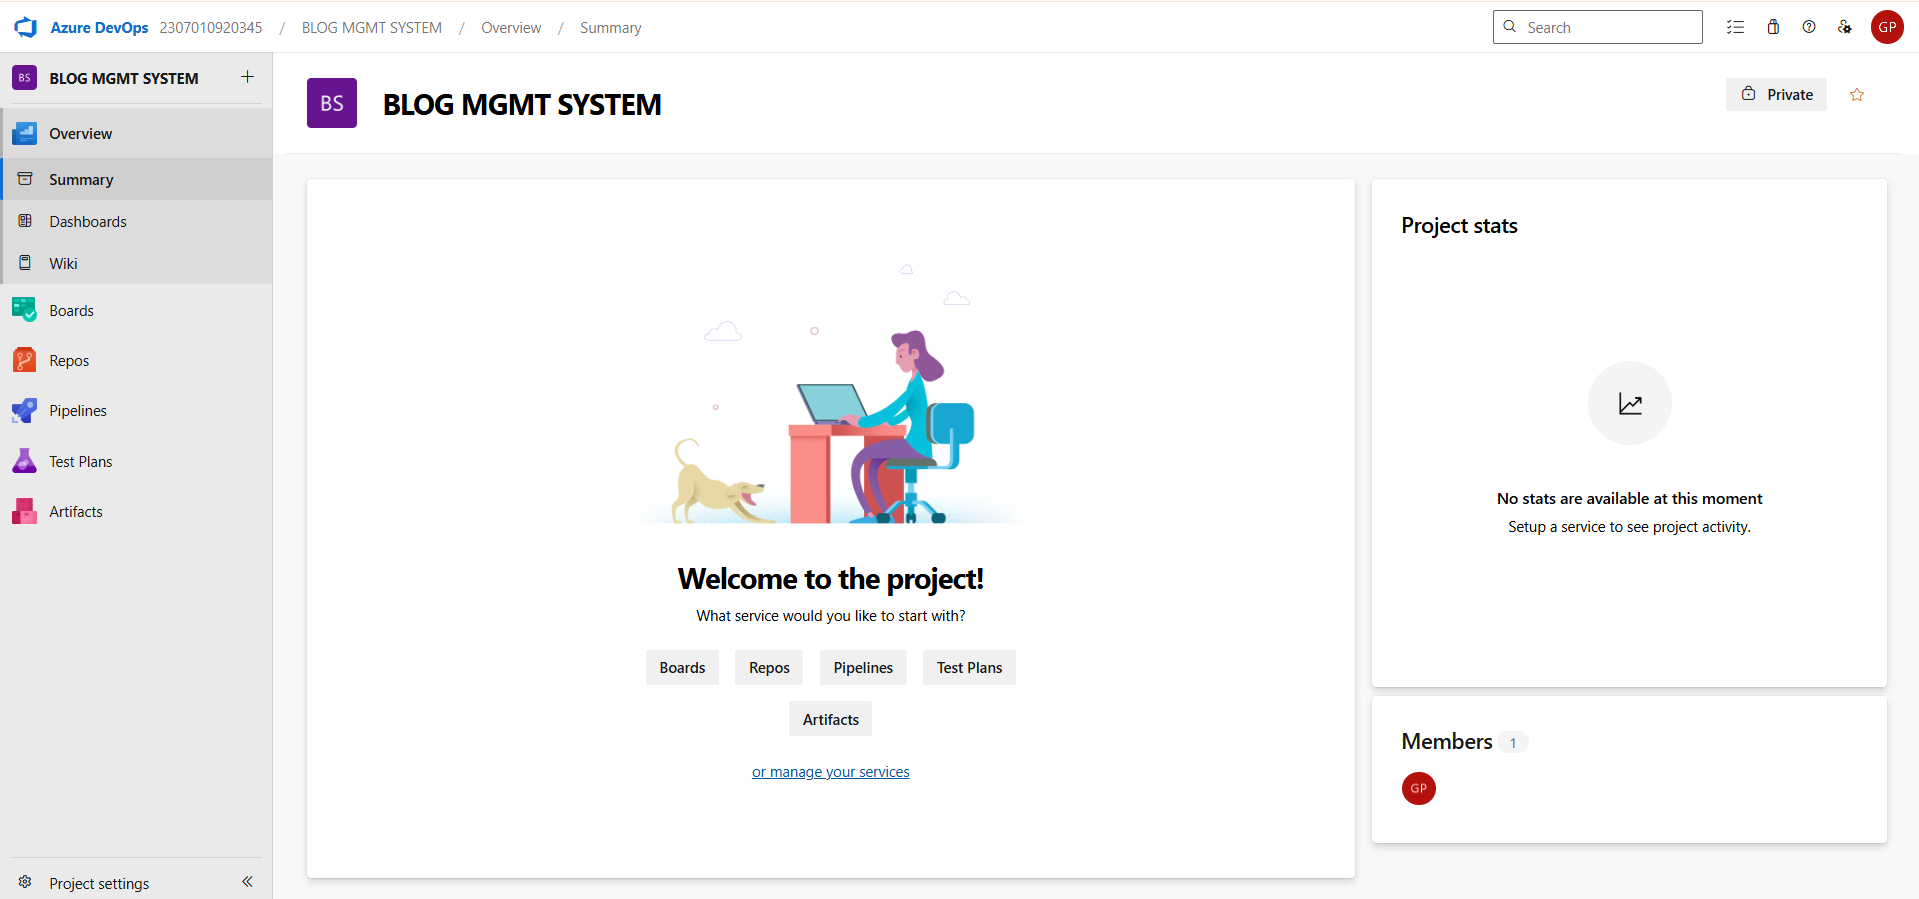 Azure DevOps 2307010920345 / BLOG MGMT SYSTEM / Overview / Summary
Search
GP
BS BLOG MGMT SYSTEM +
Overview
Summary
Dashboards
Wiki
Boards
Repos
Pipelines
Test Plans
Artifacts
Project settings
BS BLOG MGMT SYSTEM
Private
Welcome to the project!
What service would you like to start with?
Boards Repos Pipelines Test Plans
Artifacts
or manage your services
Project stats
No stats are available at this moment
Setup a service to see project activity.
Members 1
GP